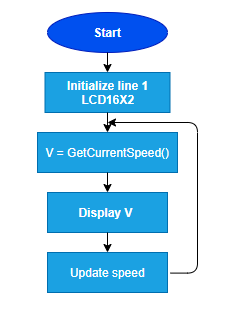 Start
Initialize line 1
LCD16X2
V = GetCurrentSpeed()
Display V
Update speed